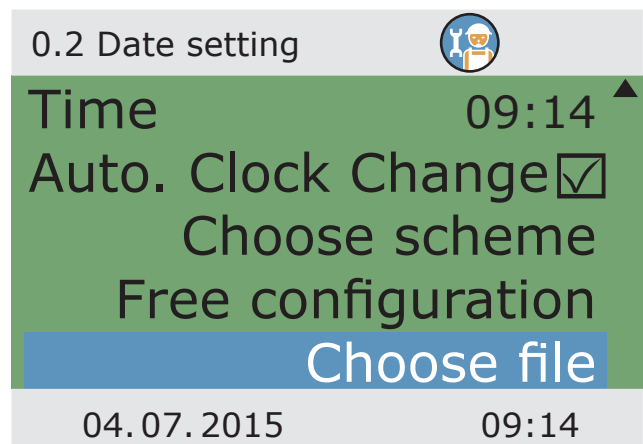 0.2 Date setting
Time 09:14
Auto. Clock Change
Choose scheme
Free configuration
Choose file
04.07.2015 09:14